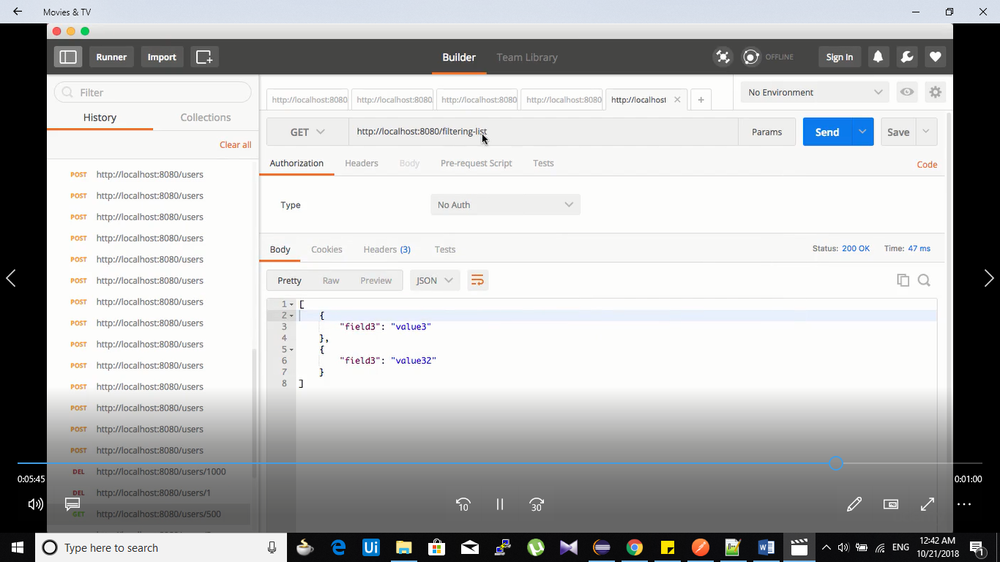 Movies & TV
Runner
Import
Builder
Team Library
OFFLINE
Sign In
Filter
History
Collections
Clear all
POST http://localhost:8080/users
POST http://localhost:8080/users
POST http://localhost:8080/users
POST http://localhost:8080/users
POST http://localhost:8080/users
POST http://localhost:8080/users
POST http://localhost:8080/users
POST http://localhost:8080/users
POST http://localhost:8080/users
POST http://localhost:8080/users
POST http://localhost:8080/users
POST http://localhost:8080/users
POST http://localhost:8080/users
POST http://localhost:8080/users
DEL http://localhost:8080/users/1000
DEL http://localhost:8080/users/1
GET http://localhost:8080/users/500
http://localhost:8080
http://localhost:8080
http://localhost:8080
http://localhost:8080
http://localhost
No Environment
GET
http://localhost:8080/filtering-list
Params
Send
Save
Authorization
Headers
Body
Pre-request Script
Tests
Code
Type
No Auth
Body
Cookies
Headers (3)
Tests
Status: 200 OK
Time: 47 ms
Pretty
Raw
Preview
JSON
1 [
2 {
3 "field3": "value3"
4 },
5 {
6 "field3": "value32"
7 }
8 ]
0:05:45
0:01:00
10
30
Type here to search
Ui
ENG
12:42 AM
10/21/2018
1